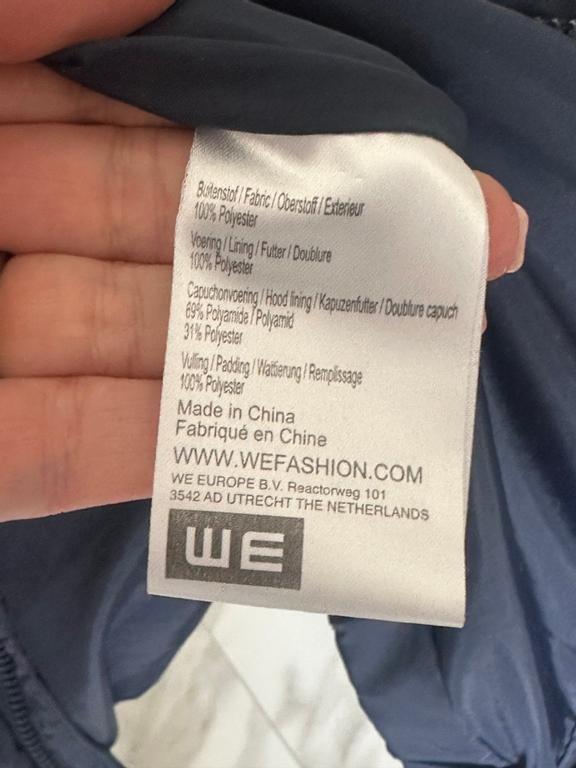 Buitenstof / Fabric / Oberstoff / Exterieur
100% Polyester
Voering / Lining / Futter / Doublure
100% Polyester
Capuchonvoering / Hood lining / Kapuzenfutter / Doublure capuch
69% Polyamide / Polyamid
31% Polyester
Vulling / Padding / Wattierung / Remplissage
100% Polyester
Made in China
Fabriqué en Chine
WWW.WEFASHION.COM
WE EUROPE B.V. Reactorweg 101
3542 AD UTRECHT THE NETHERLANDS
WE